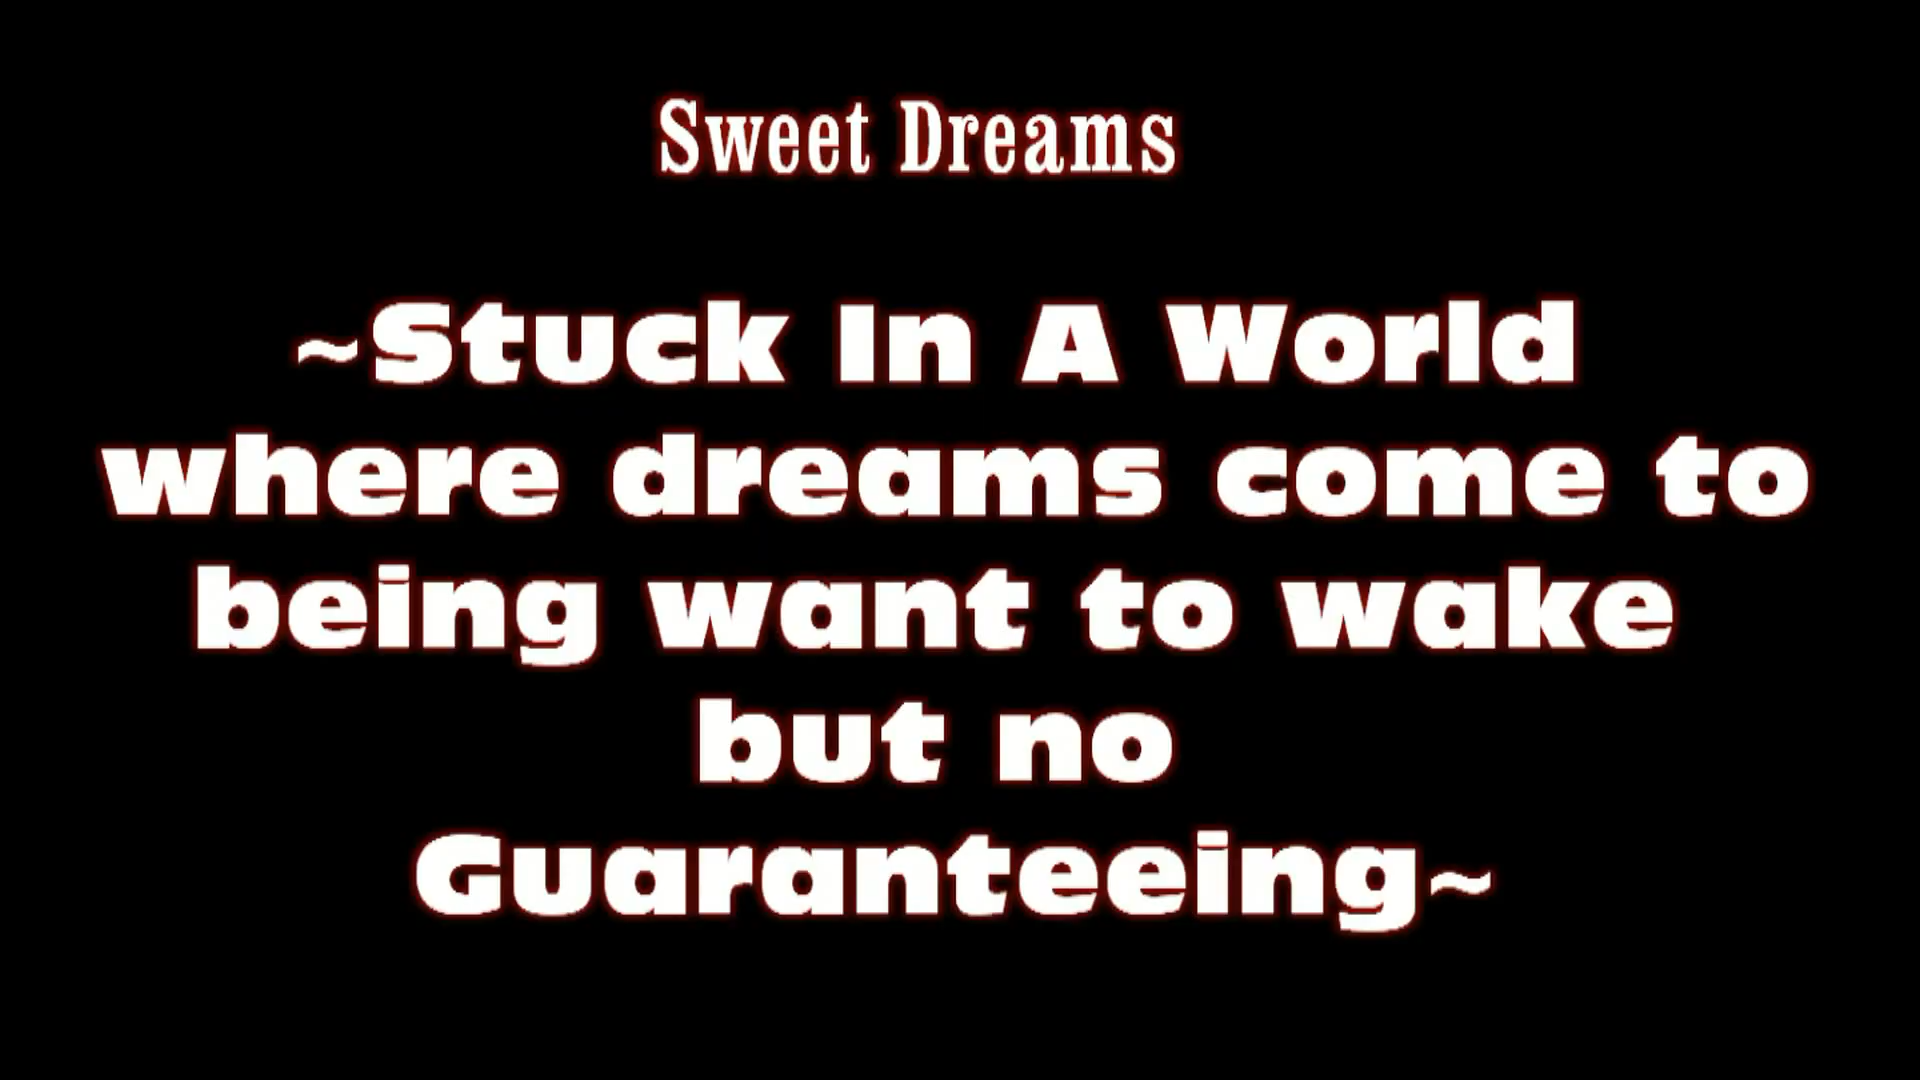 Sweet Dreams
~Stuck In A World
where dreams come to
being want to wake
but no
Guaranteeing~